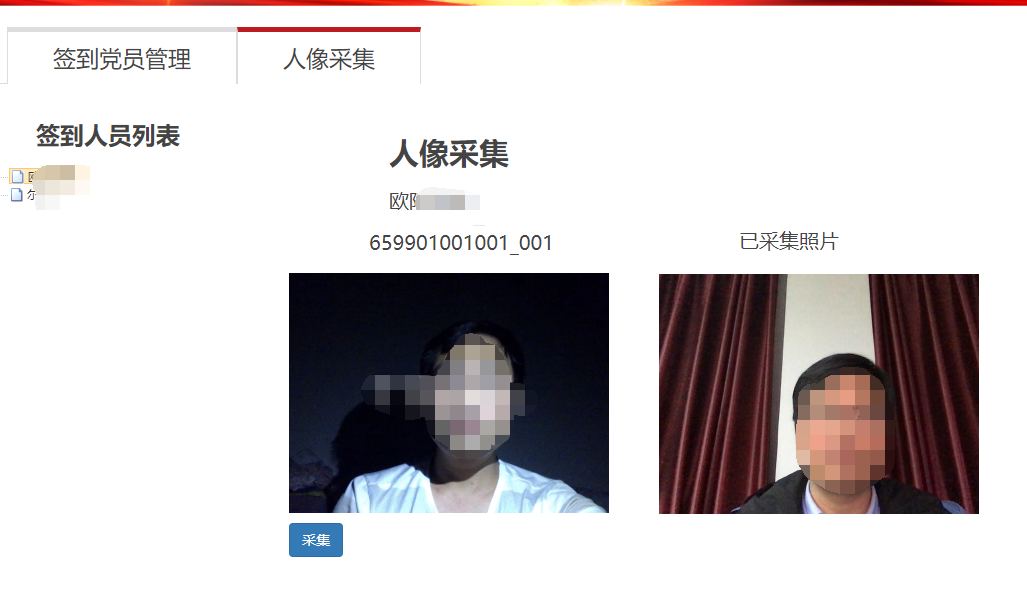 签到党员管理
人像采集
签到人员列表
人像采集
欧
659901001001_001
已采集照片
采集